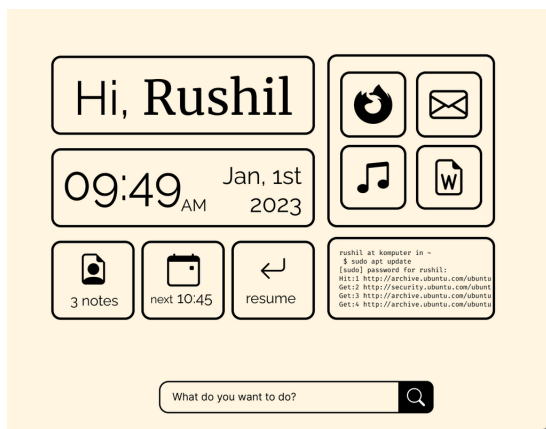 Hi, Rushil
09:49 AM
Jan, 1st
2023
3 notes
next 10:45
resume
W
rushil at komputer in ~
$ sudo apt update
[sudo] password for rushil:
Hit:1 http://archive.ubuntu.com/ubuntu
Get:2 http://security.ubuntu.com/ubunt
Get:3 http://archive.ubuntu.com/ubuntu
Get:4 http://archive.ubuntu.com/ubuntu
What do you want to do?